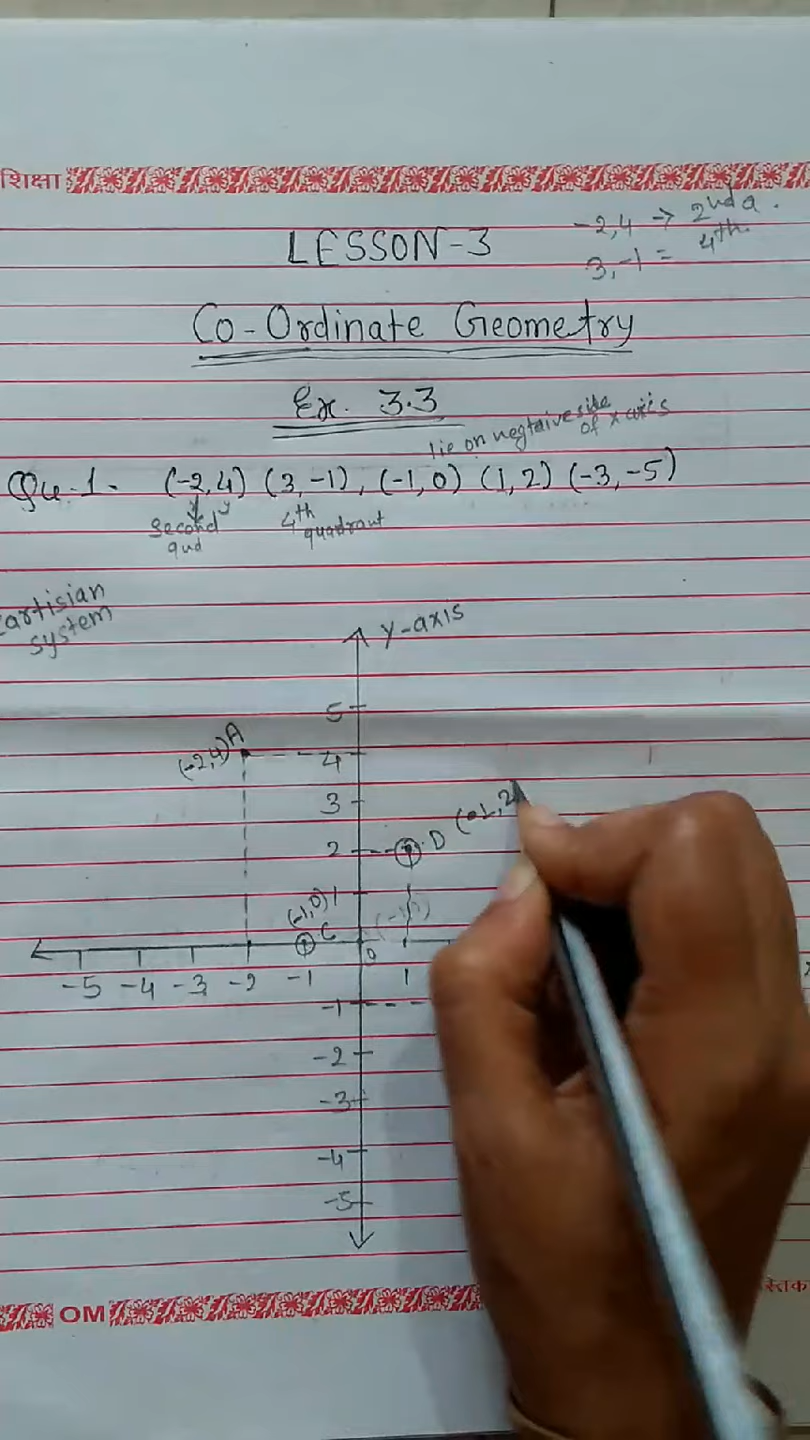 शिक्षा
-2,4 → 2nd Q.
3,-1 = 4th.
LESSON-3
Co-Ordinate Geometry
Ex. 3.3
lie on negtaive side of x axis
Qu.1. (-2,4) (3,-1), (-1,0) (1,2) (-3,-5)
second qud
4th quadrant
Cartisian system
y-axis
5
(-2,4) A
4
3
2
D
(-1,0)
1
C
0
-5 -4 -3 -2 -1 1
-1
-2
-3
-4
-5
OM